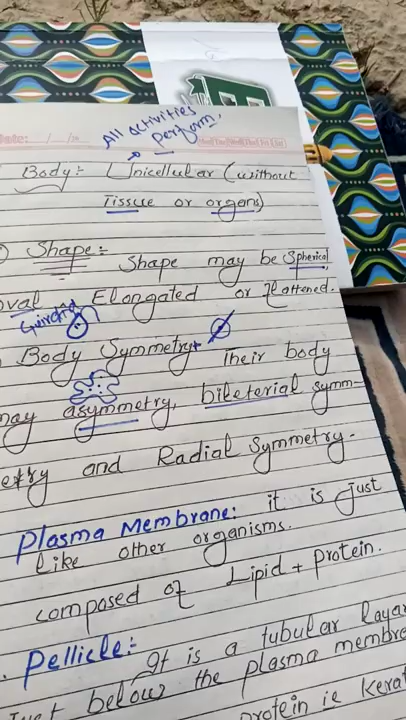 All activities
perform.
Date: / /
Body:- Unicellular (without
Tissue or organs)
Shape:- Shape may be Spherical,
oval Elongated or Flattened.
Body Symmetry:- Their body
may asymmetry, bileterial symm-
etry and Radial Symmetry.
Plasma Membrane: it is just
like other organisms.
composed of Lipid + protein.
Pellicle:- It is a tubular layar
Just below the plasma membre
protein ie Kerat